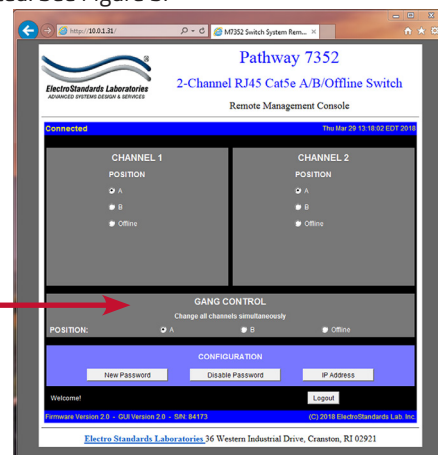 http://10.0.1.31/
M7352 Switch System Rem...
ElectroStandards Laboratories
ADVANCED SYSTEMS DESIGN & SERVICES
®
Pathway 7352
2-Channel RJ45 Cat5e A/B/Offline Switch
Remote Management Console
Connected Thu Mar 29 13:18:02 EDT 2018
CHANNEL 1 CHANNEL 2
POSITION POSITION
A A
B B
Offline Offline
GANG CONTROL
Change all channels simultaneously
POSITION: A B Offline
CONFIGURATION
New Password Disable Password IP Address
Welcome! Logout
Firmware Version 2.0 - GUI Version 2.0 - S/N: 84173 (C) 2018 ElectroStandards Lab, Inc.
Electro Standards Laboratories 36 Western Industrial Drive, Cranston, RI 02921